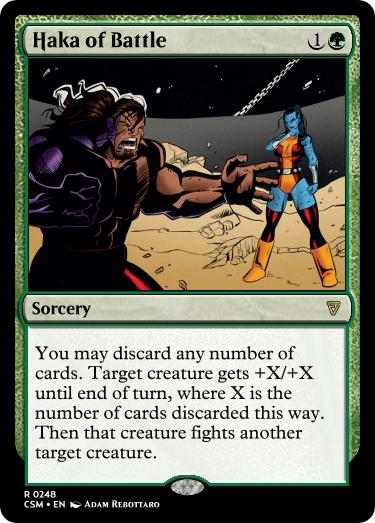 Haka of Battle 1
Sorcery
You may discard any number of
cards. Target creature gets +X/+X
until end of turn, where X is the
number of cards discarded this way.
Then that creature fights another
target creature.
R 0248
CSM • EN Adam Rebottaro